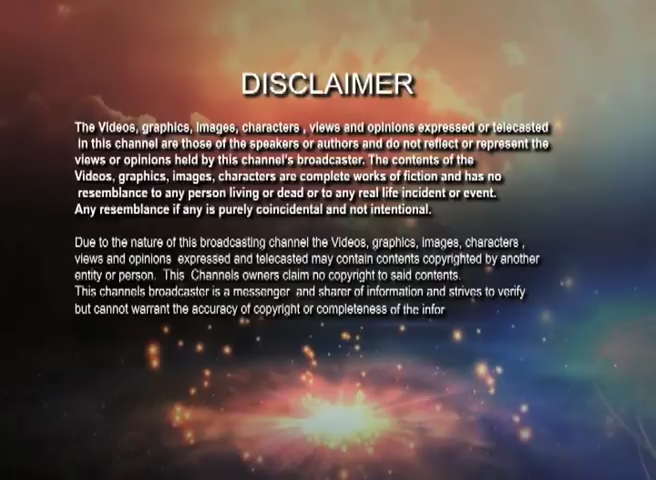 DISCLAIMER
The Videos, graphics, images, characters , views and opinions expressed or telecasted
in this channel are those of the speakers or authors and do not reflect or represent the
views or opinions held by this channel's broadcaster. The contents of the
Videos, graphics, images, characters are complete works of fiction and has no
resemblance to any person living or dead or to any real life incident or event.
Any resemblance if any is purely coincidental and not intentional.
Due to the nature of this broadcasting channel the Videos, graphics, images, characters ,
views and opinions expressed and telecasted may contain contents copyrighted by another
entity or person. This Channels owners claim no copyright to said contents.
This channels broadcaster is a messenger and sharer of information and strives to verify
but cannot warrant the accuracy of copyright or completeness of the infor